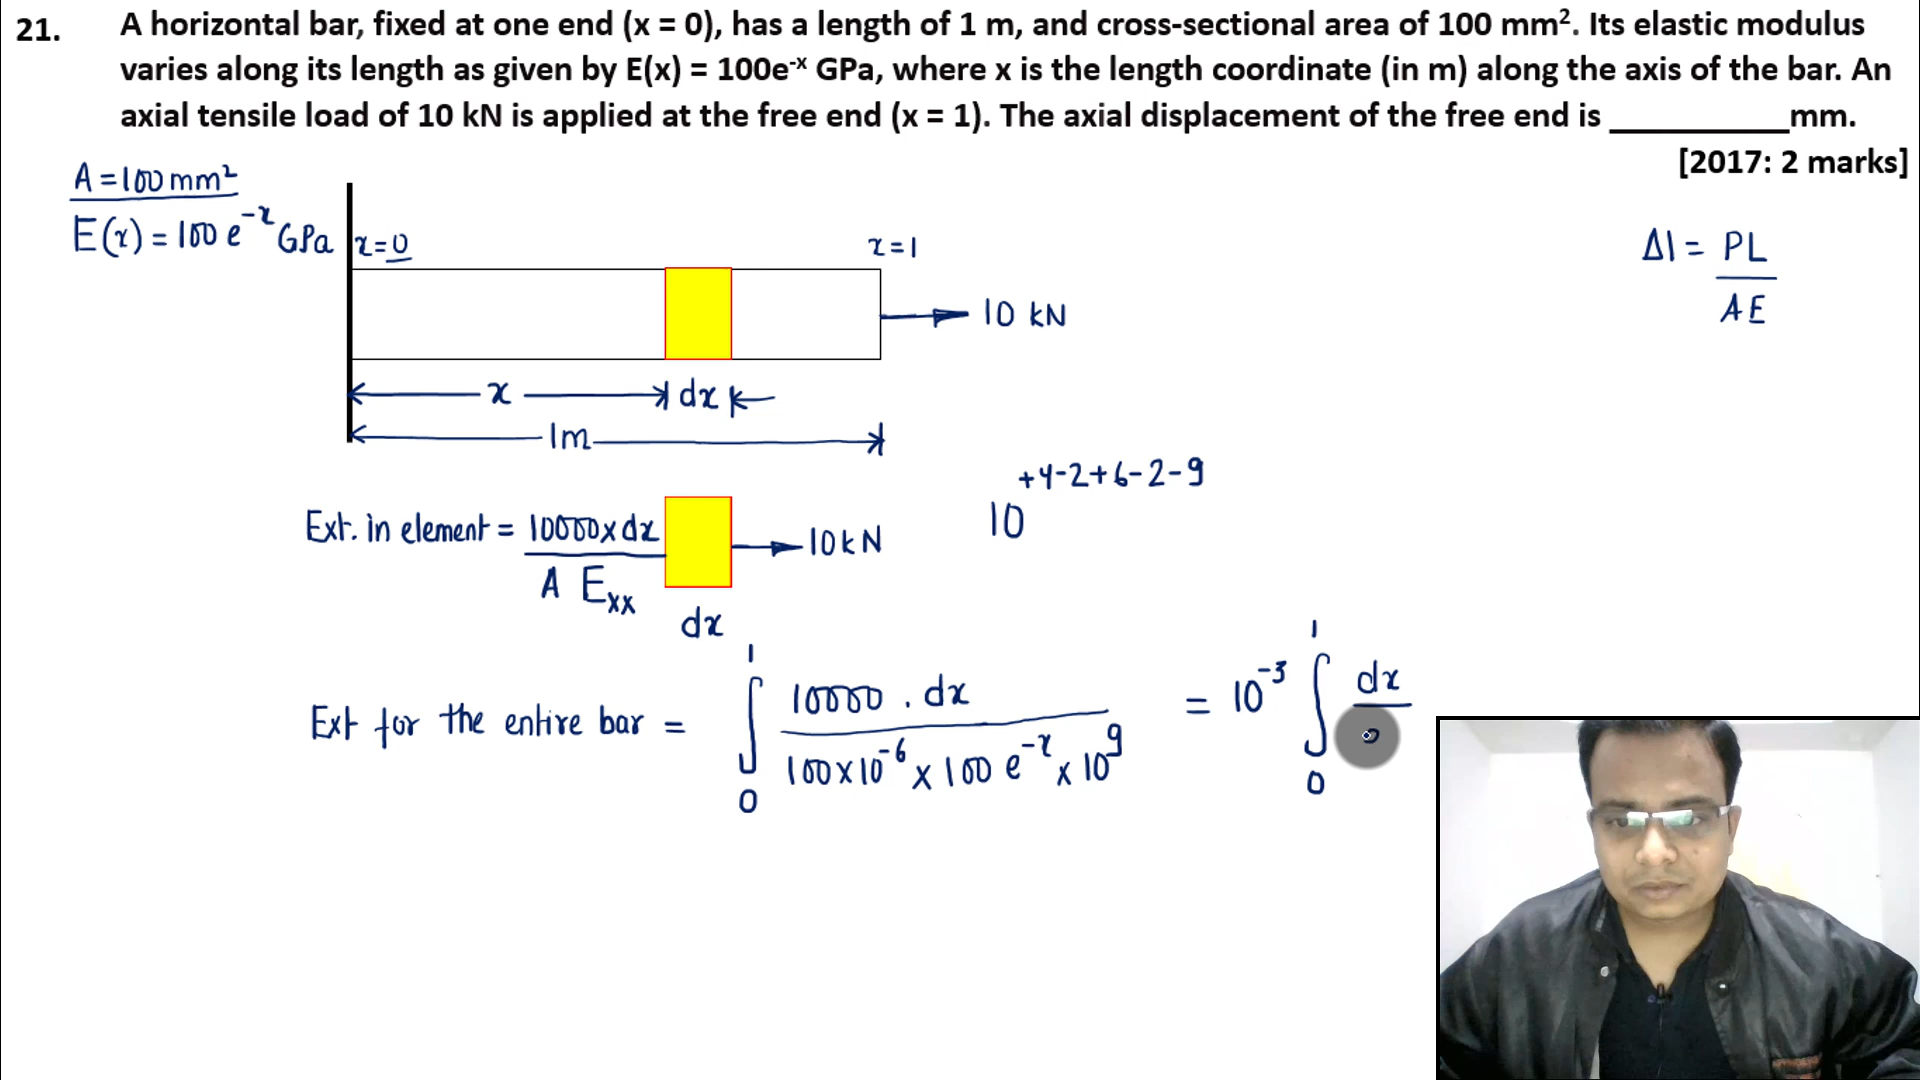 21. A horizontal bar, fixed at one end (x = 0), has a length of 1 m, and cross-sectional area of 100 mm². Its elastic modulus
varies along its length as given by E(x) = 100e⁻ˣ GPa, where x is the length coordinate (in m) along the axis of the bar. An
axial tensile load of 10 kN is applied at the free end (x = 1). The axial displacement of the free end is __________mm.
[2017: 2 marks]
A = 100 mm²
E(x) = 100 e⁻ˣ GPa
x=0
x=1
10 kN
Δl = PL / AE
x
dx
1m
10^(+4-2+6-2-9)
Ext. in element = 10000 x dx / A Exx
10kN
dx
Ext for the entire bar = ∫₀¹ 10000 . dx / 100x10⁻⁶ x 100 e⁻ˣ x 10⁹ = 10⁻³ ∫₀¹ dx